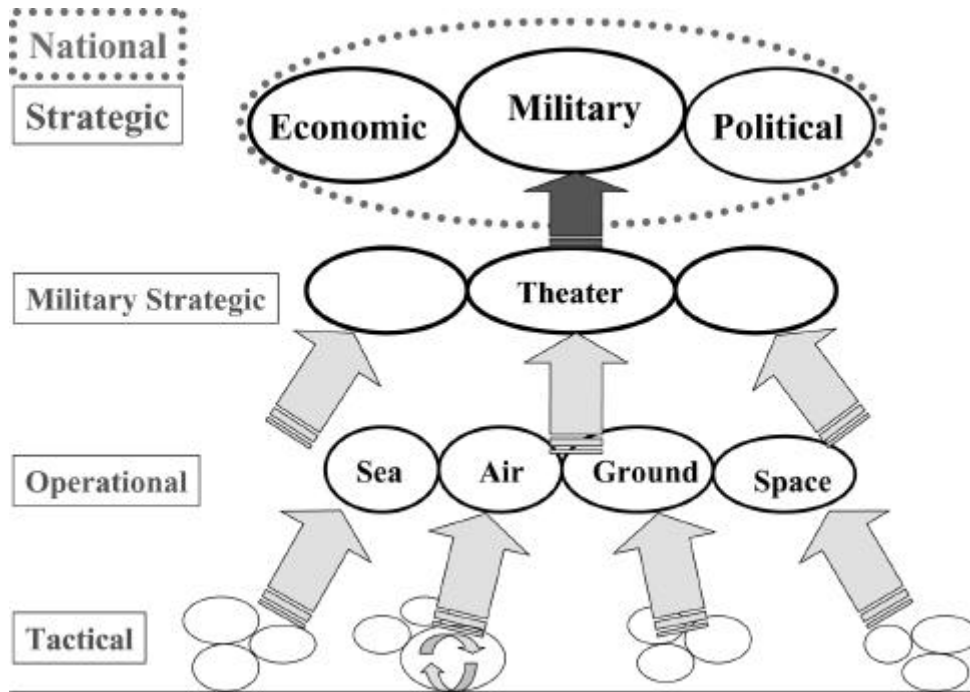 National
Strategic
Economic
Military
Political
Military Strategic
Theater
Operational
Sea
Air
Ground
Space
Tactical